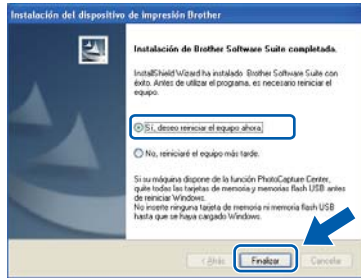 Instalación del dispositivo de impresión Brother
Instalación de Brother Software Suite completada.
InstallShield Wizard ha instalado Brother Software Suite con
éxito. Antes de utilizar el programa, es necesario reiniciar el
equipo.
Sí, deseo reiniciar el equipo ahora.
No, reiniciaré el equipo más tarde.
Si su máquina dispone de la función PhotoCapture Center,
quite todas las tarjetas de memoria y memorias flash USB antes
de reiniciar Windows.
No inserte ninguna tarjeta de memoria ni memoria flash USB
hasta que se haya cargado Windows.
< Atrás Finalizar Cancelar